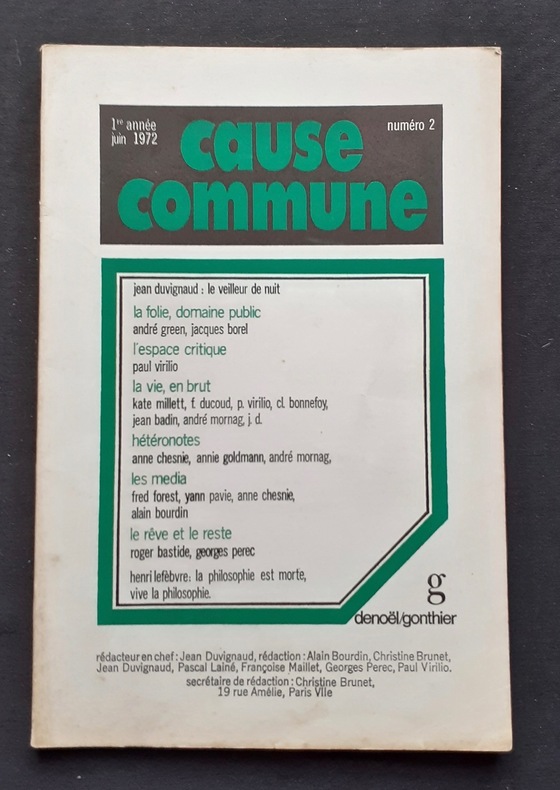 1re année
juin 1972
numéro 2
cause
commune
jean duvignaud : le veilleur de nuit
la folie, domaine public
andré green, jacques borel
l'espace critique
paul virilio
la vie, en brut
kate millett, f. ducoud, p. virilio, cl. bonnefoy,
jean badin, andré mornag, j. d.
hétéronotes
anne chesnie, annie goldmann, andré mornag,
les media
fred forest, yann pavie, anne chesnie,
alain bourdin
le rêve et le reste
roger bastide, georges perec
henri lefèbvre: la philosophie est morte,
vive la philosophie.
g
denoël/gonthier
rédacteur en chef : Jean Duvignaud, rédaction : Alain Bourdin, Christine Brunet,
Jean Duvignaud, Pascal Lainé, Françoise Maillet, Georges Perec, Paul Virilio.
secrétaire de rédaction : Christine Brunet,
19 rue Amélie, Paris VIIe